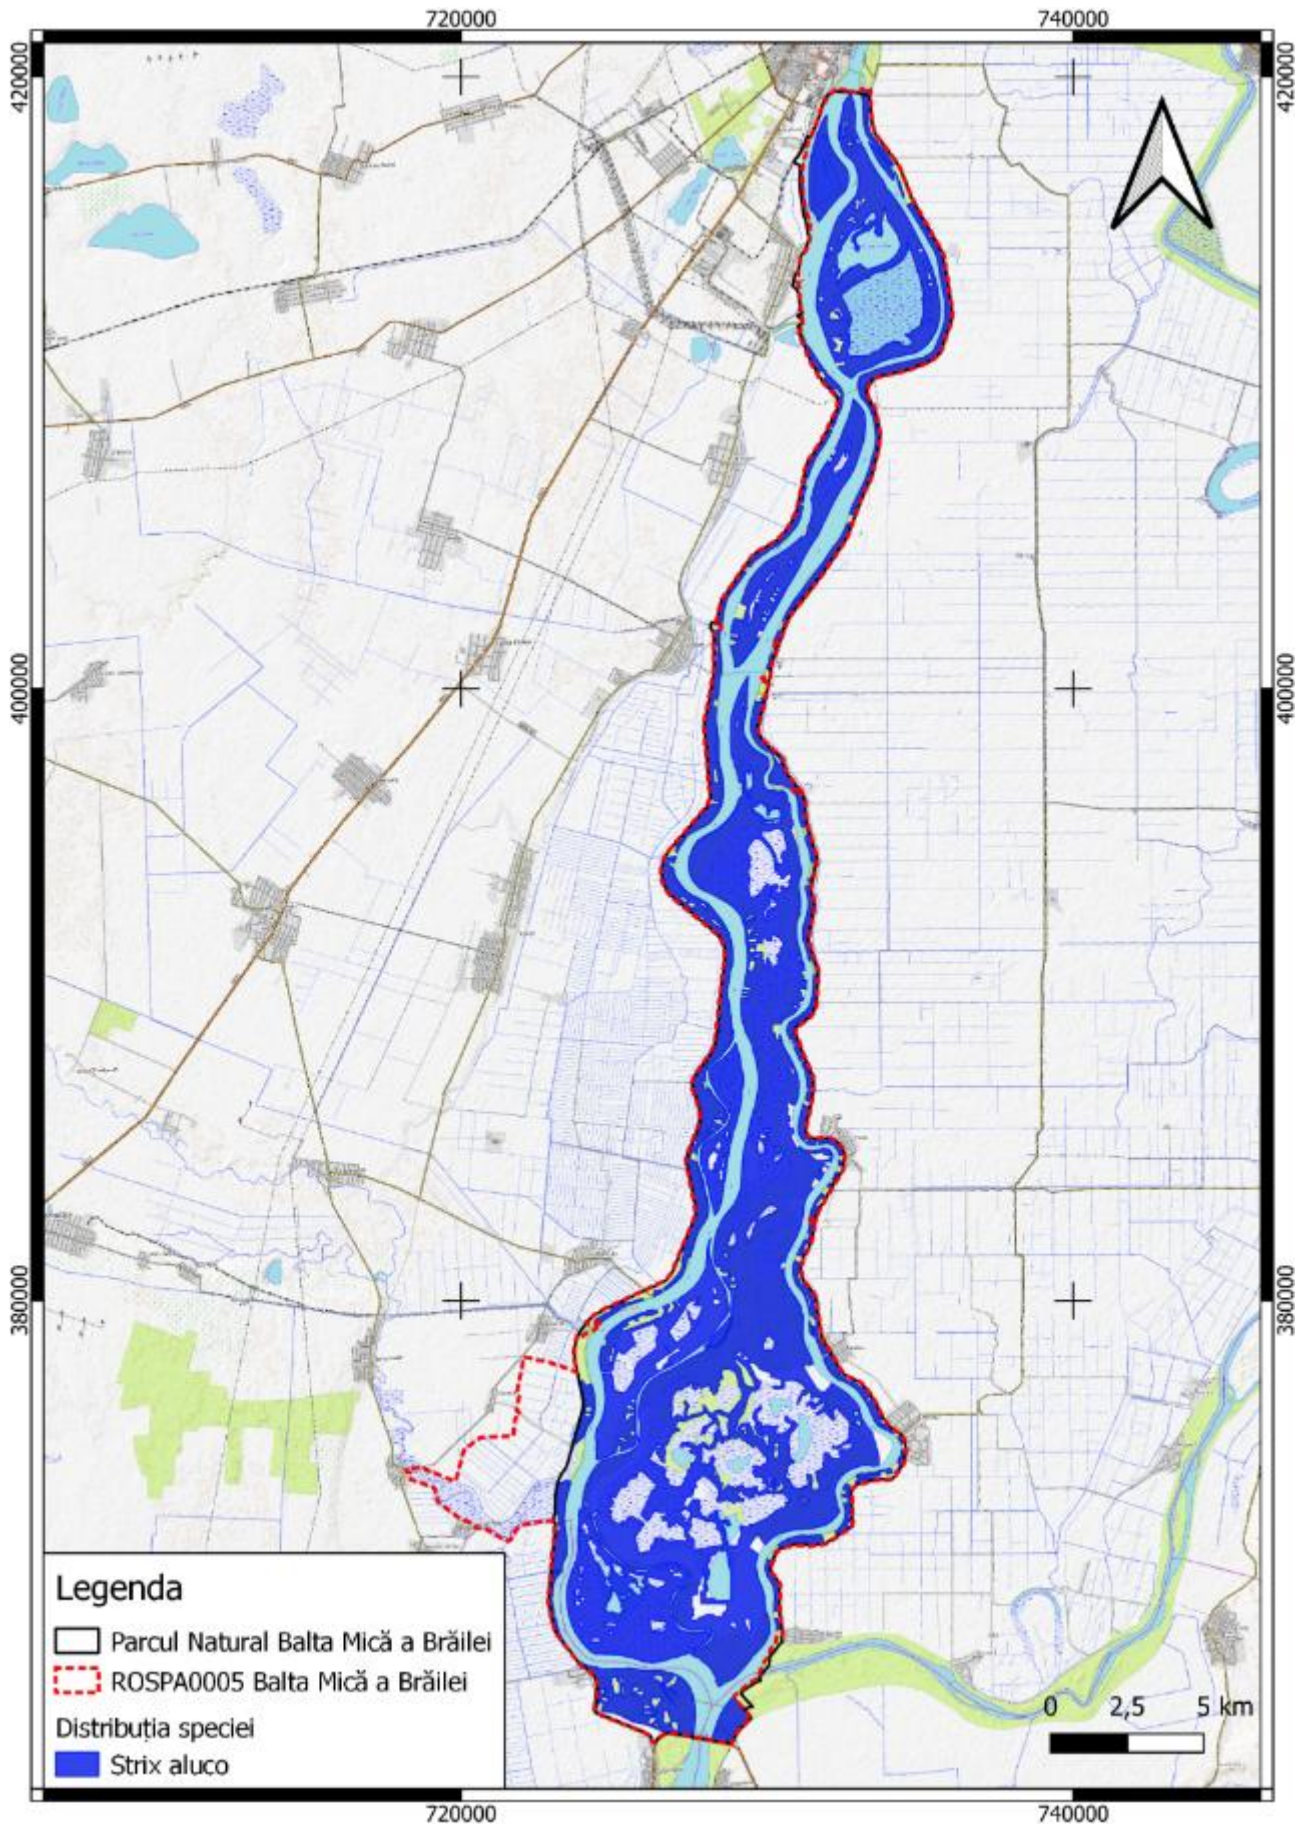 720000
740000
420000
420000
400000
400000
380000
380000
Legenda
Parcul Natural Balta Mică a Brăilei
ROSPA0005 Balta Mică a Brăilei
Distribuția speciei
Strix aluco
0 2,5 5 km
720000
740000